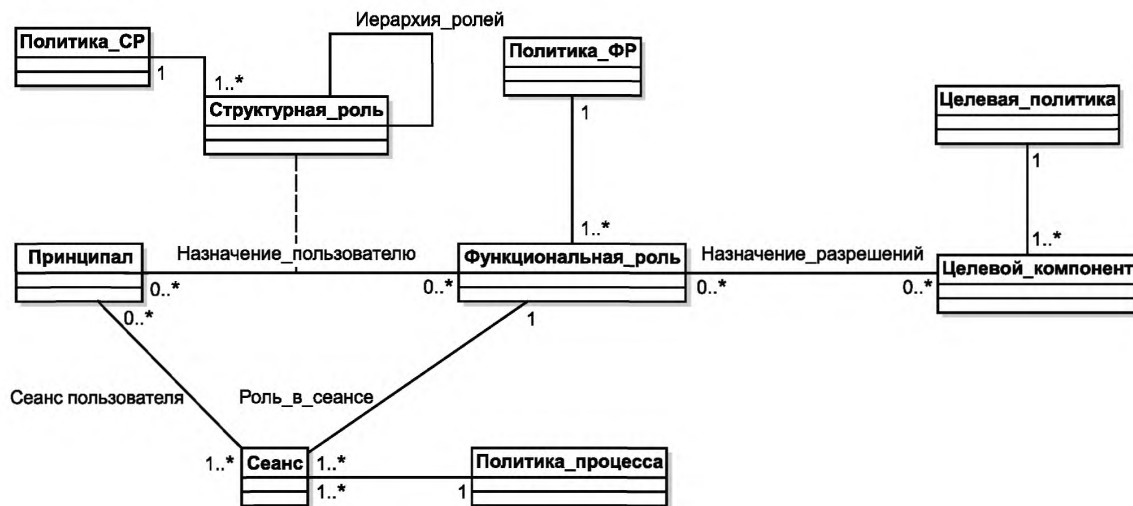 Иерархия_ролей
Политика_СР
1
1..*
Структурная_роль
Политика_ФР
1
1..*
Целевая_политика
1
1..*
Принципал
Назначение_пользователю
Функциональная_роль
Назначение_разрешений
Целевой_компонент
0..*
0..*
0..*
0..*
0..*
1
Сеанс пользователя
Роль_в_сеансе
1..*
Сеанс
1..*
1..*
1
Политика_процесса